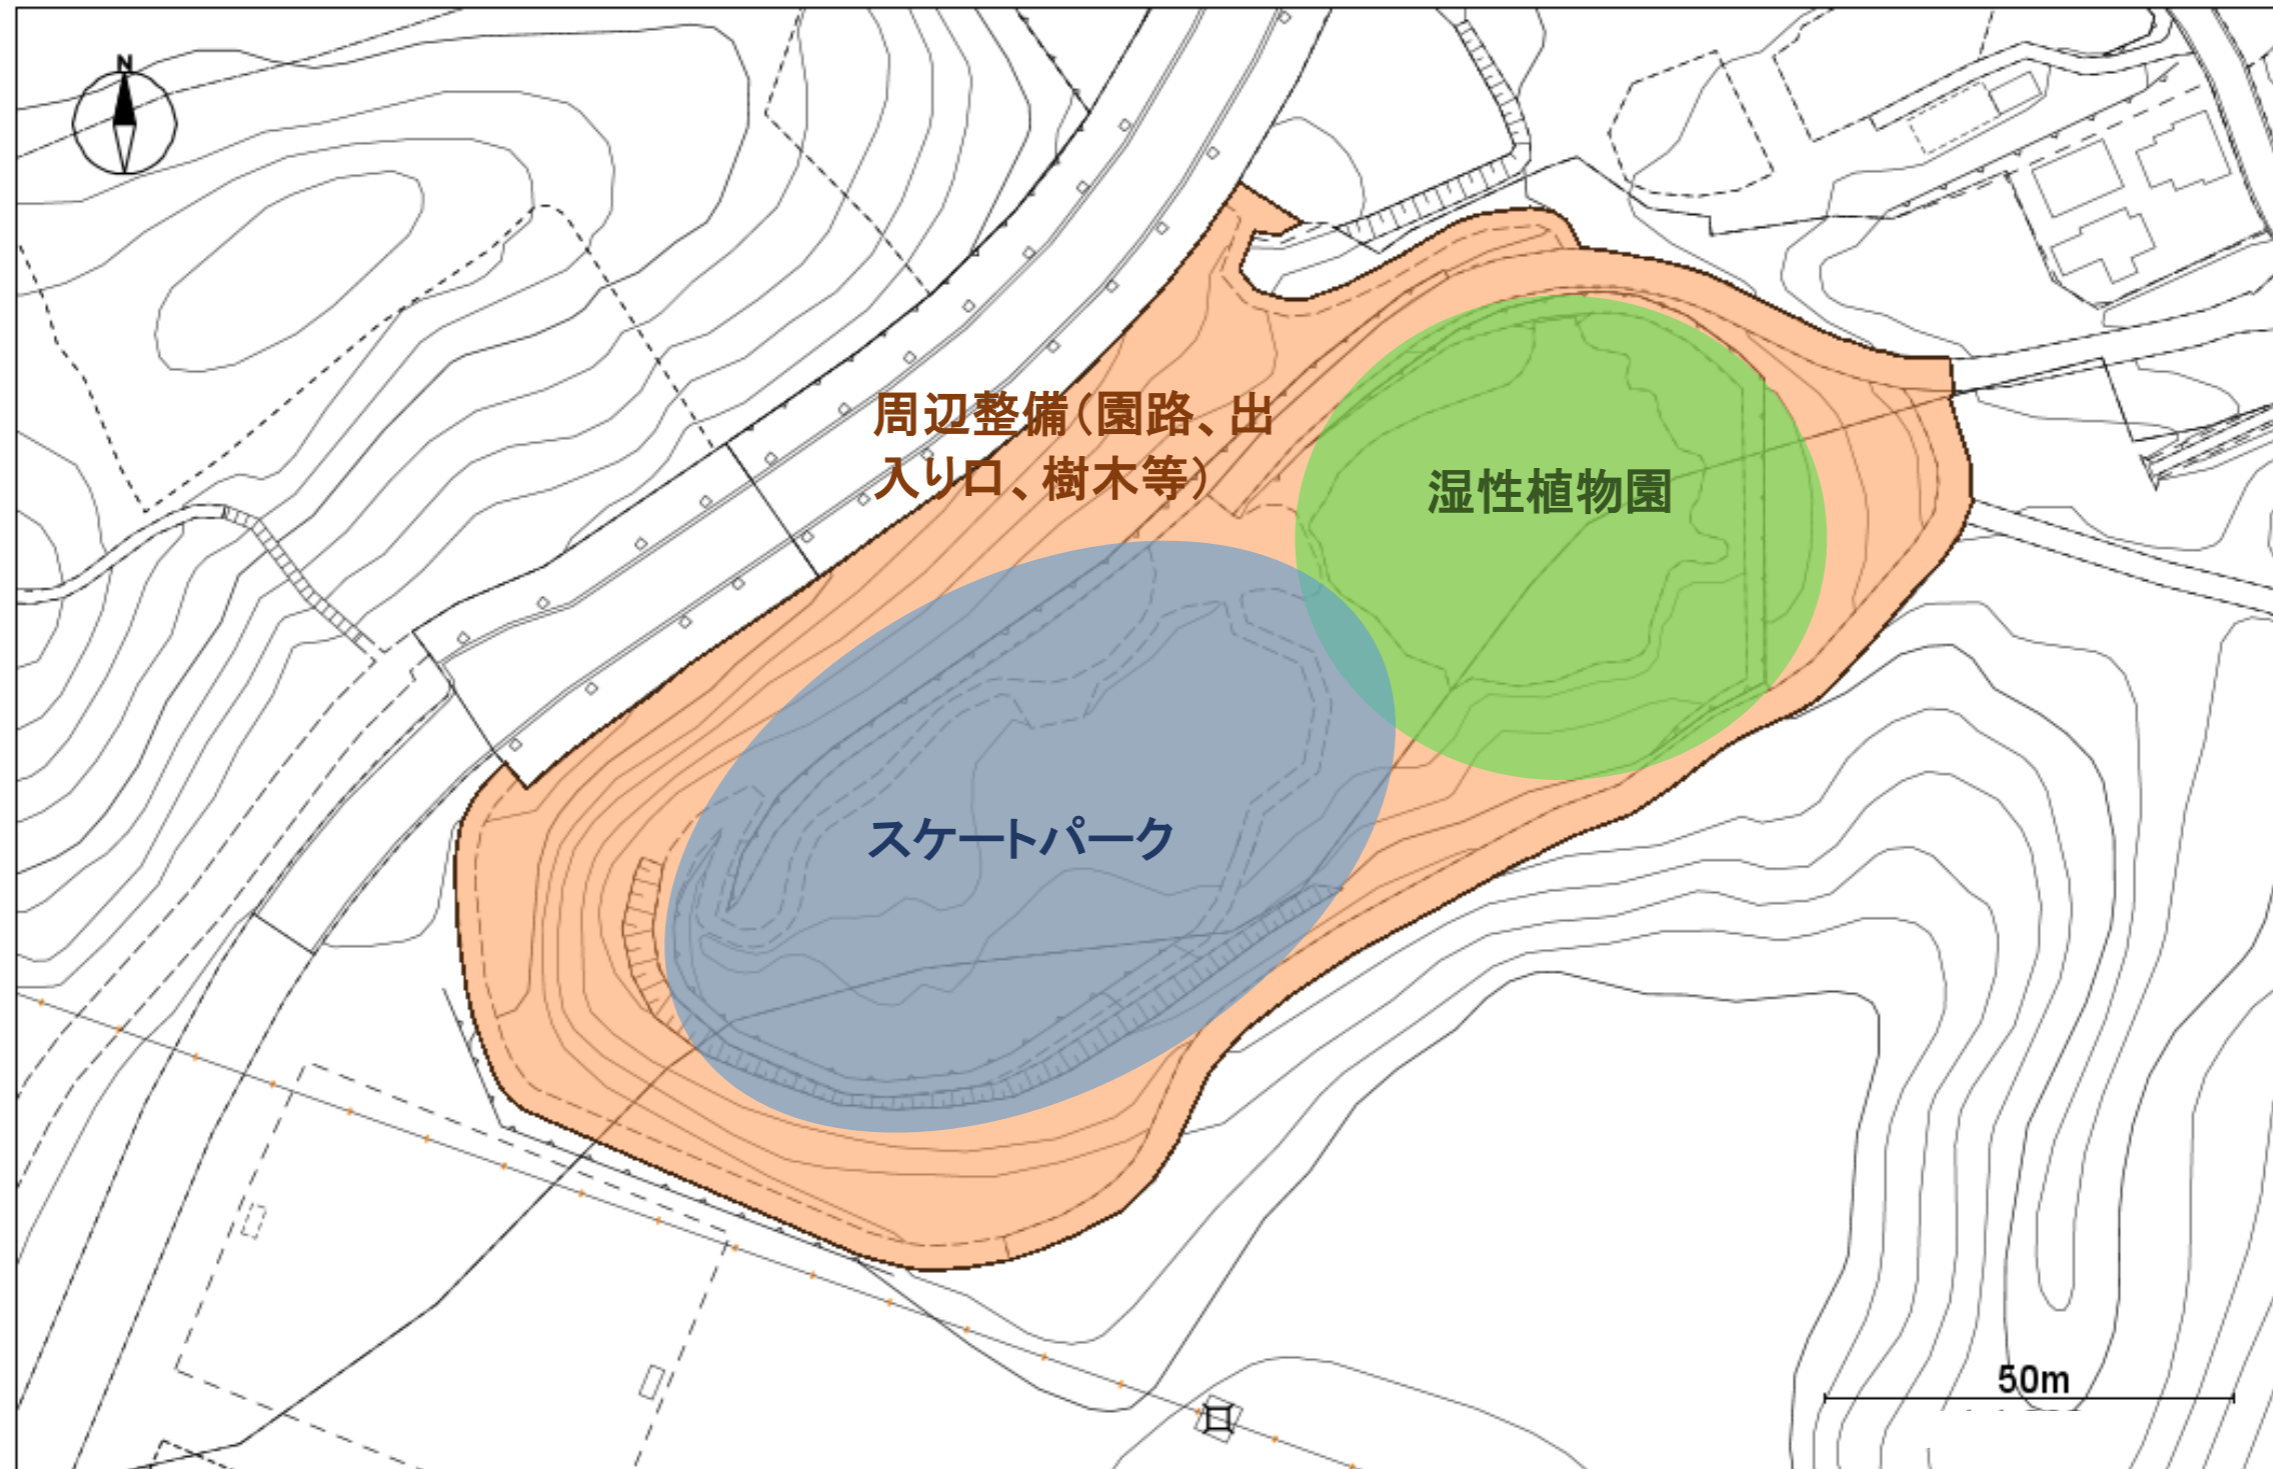 N
周辺整備(園路、出
入り口、樹木等)
湿性植物園
スケートパーク
50m